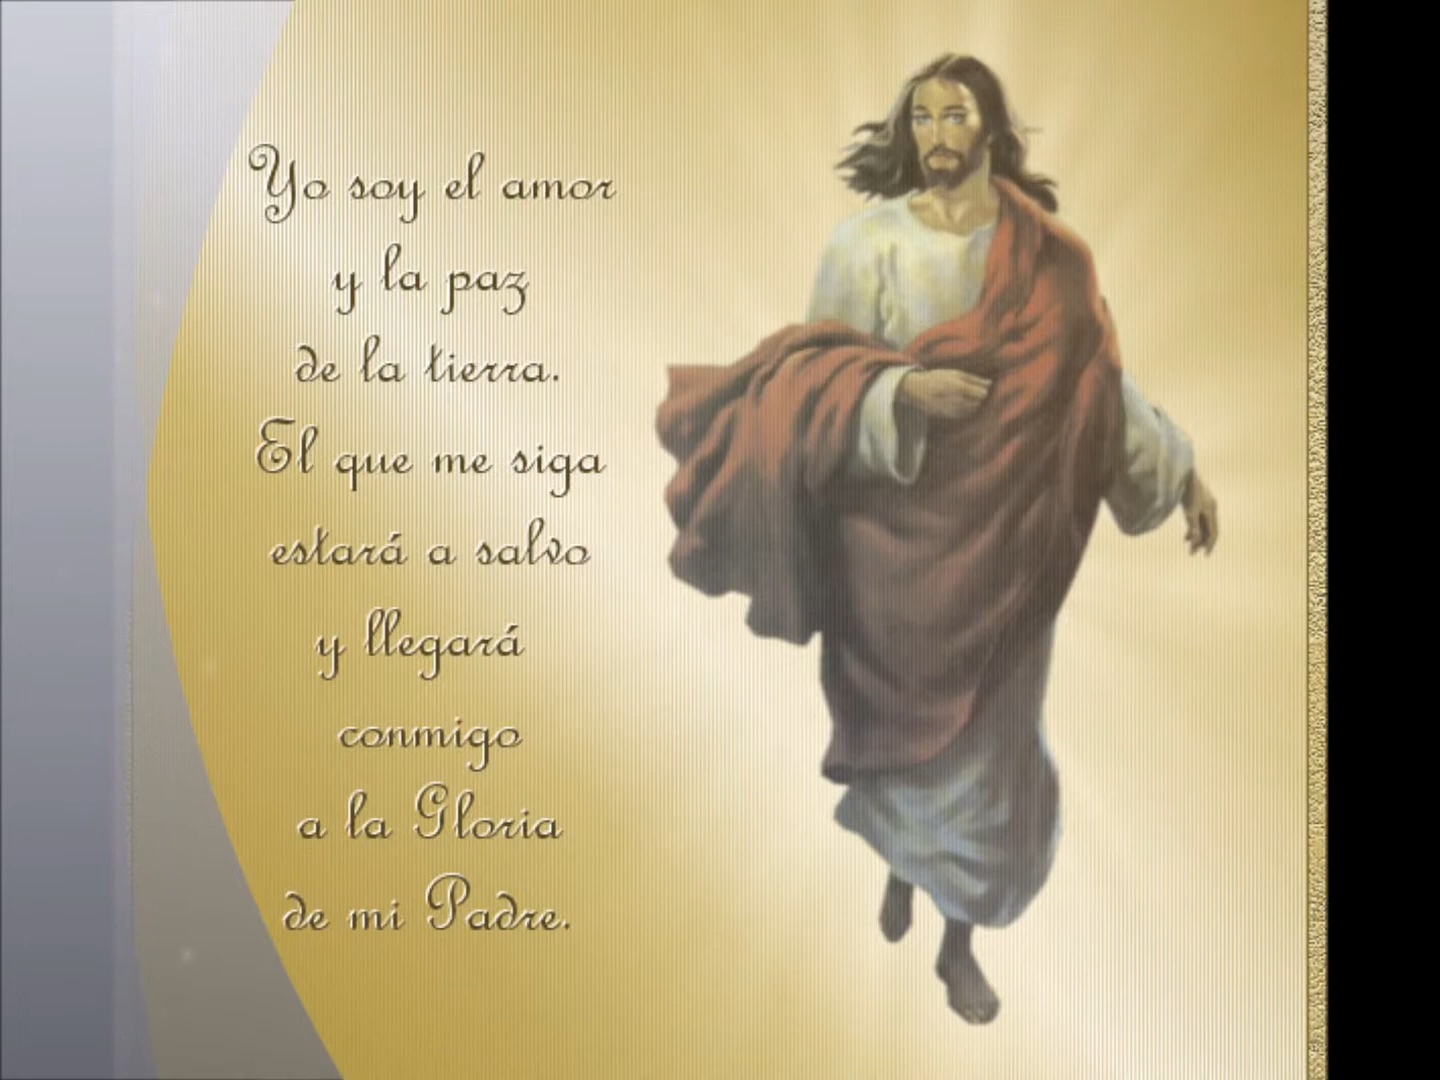 Yo soy el amor
y la paz
de la tierra.
El que me siga
estará a salvo
y llegará
conmigo
a la Gloria
de mi Padre.